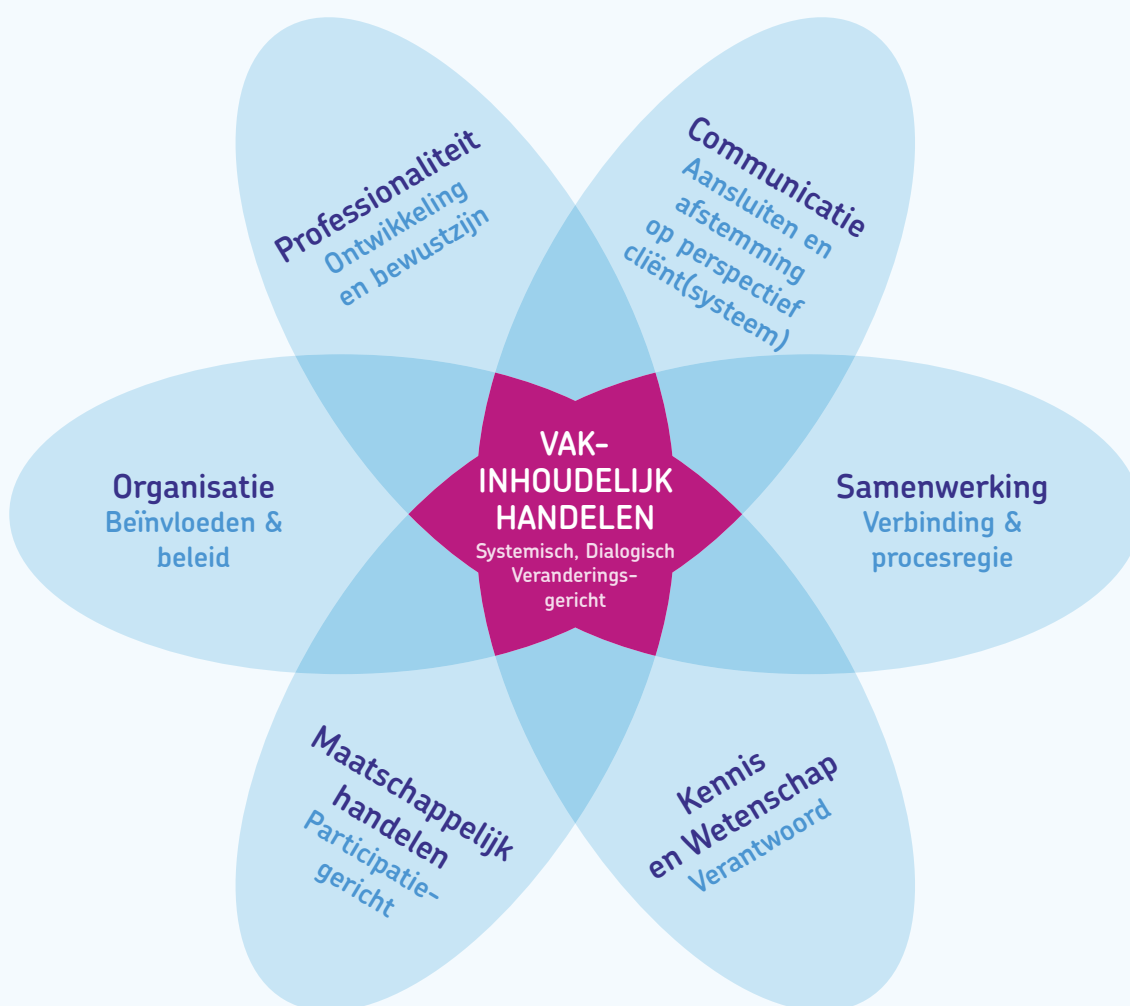 Professionaliteit
Ontwikkeling
en bewustzijn
Communicatie
Aansluiten en
afstemming
op perspectief
cliënt(systeem)
Organisatie
Beïnvloeden &
beleid
VAK-
INHOUDELIJK
HANDELEN
Systemisch, Dialogisch
Veranderings-
gericht
Samenwerking
Verbinding &
procesregie
Maatschappelijk
handelen
Participatie-
gericht
Kennis
en Wetenschap
Verantwoord